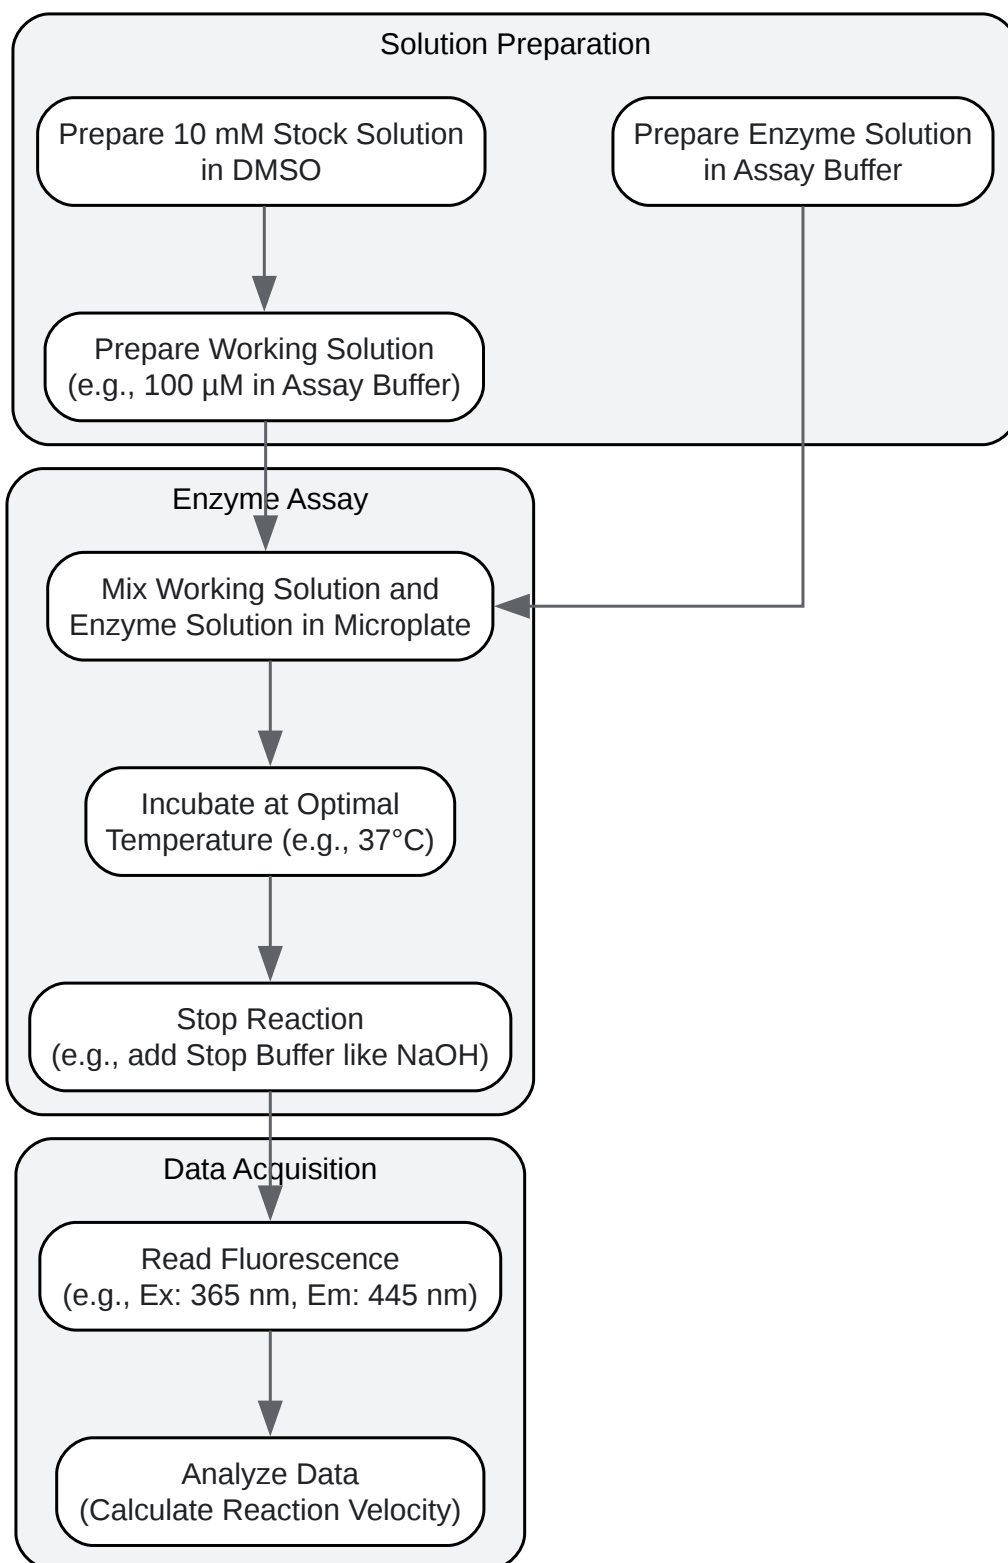 Solution Preparation
Prepare 10 mM Stock Solution
in DMSO
Prepare Enzyme Solution
in Assay Buffer
Prepare Working Solution
(e.g., 100 µM in Assay Buffer)
Enzyme Assay
Mix Working Solution and
Enzyme Solution in Microplate
Incubate at Optimal
Temperature (e.g., 37°C)
Stop Reaction
(e.g., add Stop Buffer like NaOH)
Data Acquisition
Read Fluorescence
(e.g., Ex: 365 nm, Em: 445 nm)
Analyze Data
(Calculate Reaction Velocity)